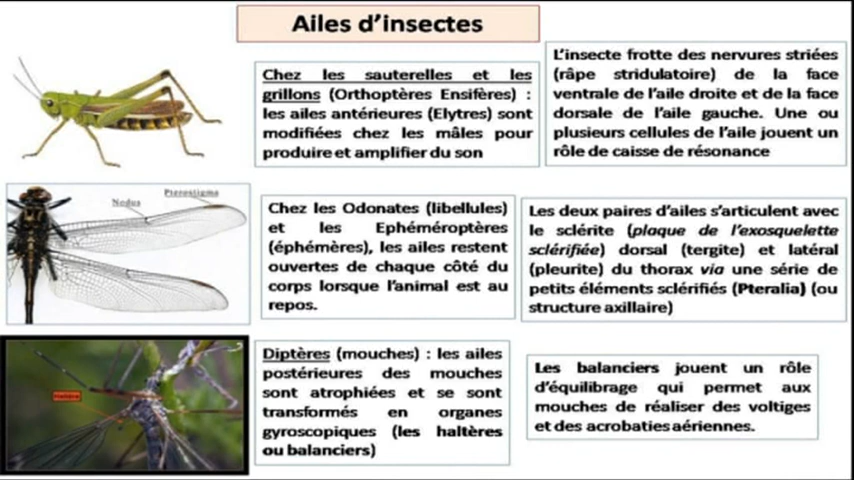 Ailes d'insectes
Chez les sauterelles et les
grillons (Orthoptères Ensifères) :
les ailes antérieures (Elytres) sont
modifiées chez les mâles pour
produire et amplifier du son
L'insecte frotte des nervures striées
(râpe stridulatoire) de la face
ventrale de l'aile droite et de la face
dorsale de l'aile gauche. Une ou
plusieurs cellules de l'aile jouent un
rôle de caisse de résonance
Nodus
Pterostigma
Chez les Odonates (libellules)
et les Ephéméroptères
(éphémères), les ailes restent
ouvertes de chaque côté du
corps lorsque l'animal est au
repos.
Les deux paires d'ailes s'articulent avec
le sclérite (plaque de l'exosquelette
sclérifiée) dorsal (tergite) et latéral
(pleurite) du thorax via une série de
petits éléments sclérifiés (Pteralia) (ou
structure axillaire)
Diptères (mouches) : les ailes
postérieures des mouches
sont atrophiées et se sont
transformés en organes
gyroscopiques (les haltères
ou balanciers)
Les balanciers jouent un rôle
d'équilibrage qui permet aux
mouches de réaliser des voltiges
et des acrobaties aériennes.